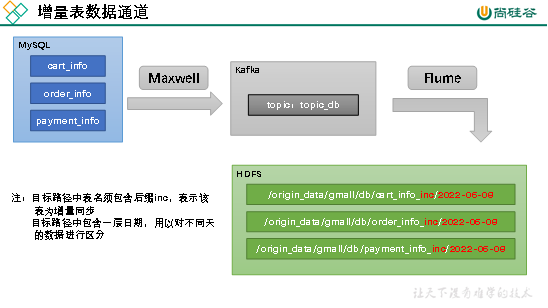 增量表数据通道
尚硅谷
MySQL
cart_info
order_info
payment_info
Maxwell
Kafka
topic:topic_db
Flume
HDFS
/origin_data/gmall/db/cart_info_inc/2022-06-08
/origin_data/gmall/db/order_info_inc/2022-06-08
/origin_data/gmall/db/payment_info_inc/2022-06-08
注:目标路径中表名须包含后缀inc,表示该
表为增量同步
目标路径中包含一层日期,用以对不同天
的数据进行区分
让天下没有难学的技术